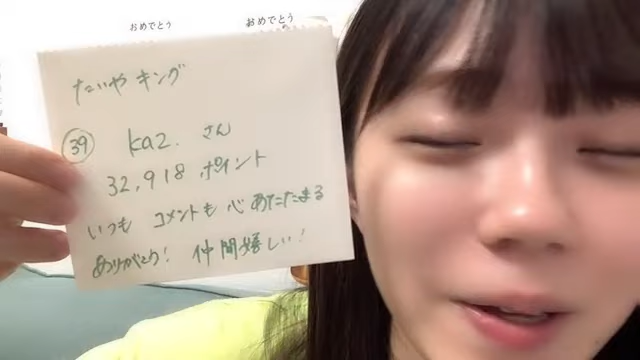 おめでとう おめでとう
たいやキング
39 kaz. さん
32,918 ポイント
いつも コメントも 心あたたまる
ありがとう! 仲間嬉しい!